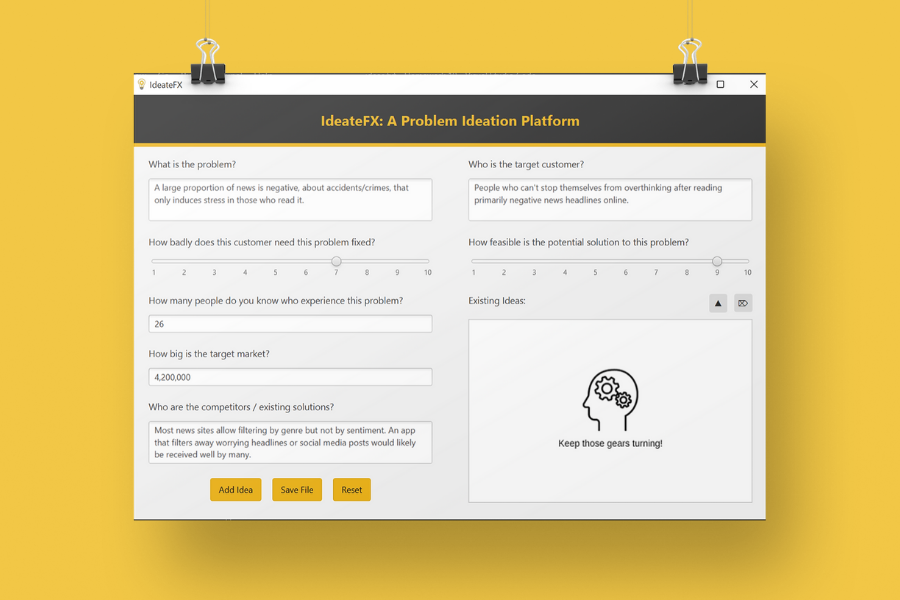 IdeateFX
IdeateFX: A Problem Ideation Platform
What is the problem?
A large proportion of news is negative, about accidents/crimes, that
only induces stress in those who read it.
Who is the target customer?
People who can't stop themselves from overthinking after reading
primarily negative news headlines online.
How badly does this customer need this problem fixed?
1 2 3 4 5 6 7 8 9 10
How feasible is the potential solution to this problem?
1 2 3 4 5 6 7 8 9 10
How many people do you know who experience this problem?
26
How big is the target market?
4,200,000
Who are the competitors / existing solutions?
Most news sites allow filtering by genre but not by sentiment. An app
that filters away worrying headlines or social media posts would likely
be received well by many.
Add Idea
Save File
Reset
Existing Ideas:
Keep those gears turning!